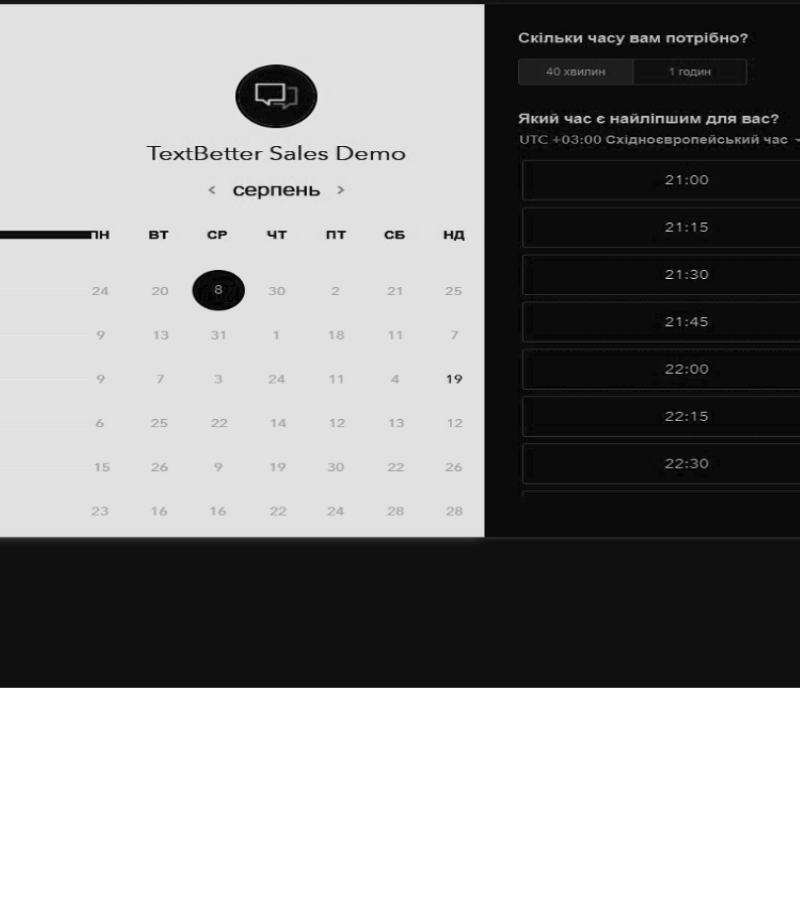 TextBetter Sales Demo
< серпень >
ПН ВТ СР ЧТ ПТ СБ НД
24 20 8 30 2 21 25
9 13 31 1 18 11 7
9 7 3 24 11 4 19
6 25 22 14 12 13 12
15 26 9 19 30 22 26
23 16 16 22 24 28 28
Скільки часу вам потрібно?
40 хвилин 1 годин
Який час є найліпшим для вас?
UTC +03:00 Східноєвропейський час
21:00
21:15
21:30
21:45
22:00
22:15
22:30